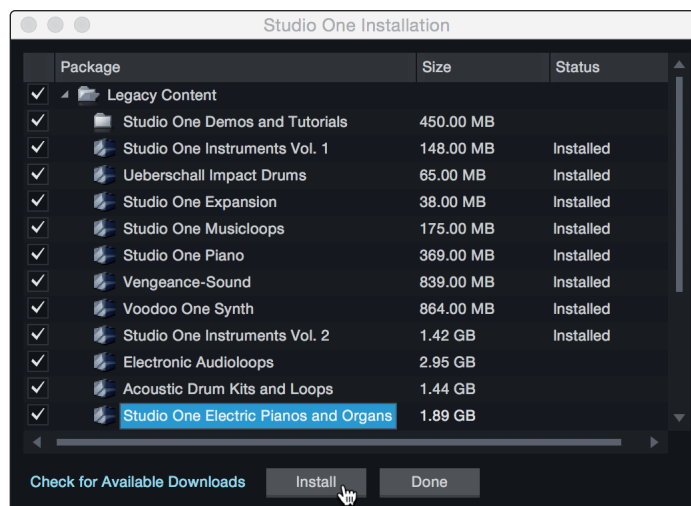 Studio One Installation
Package Size Status
Legacy Content
Studio One Demos and Tutorials 450.00 MB
Studio One Instruments Vol. 1 148.00 MB Installed
Ueberschall Impact Drums 65.00 MB Installed
Studio One Expansion 38.00 MB Installed
Studio One Musicloops 175.00 MB Installed
Studio One Piano 369.00 MB Installed
Vengeance-Sound 839.00 MB Installed
Voodoo One Synth 864.00 MB Installed
Studio One Instruments Vol. 2 1.42 GB Installed
Electronic Audioloops 2.95 GB
Acoustic Drum Kits and Loops 1.44 GB
Studio One Electric Pianos and Organs 1.89 GB
Check for Available Downloads Install Done